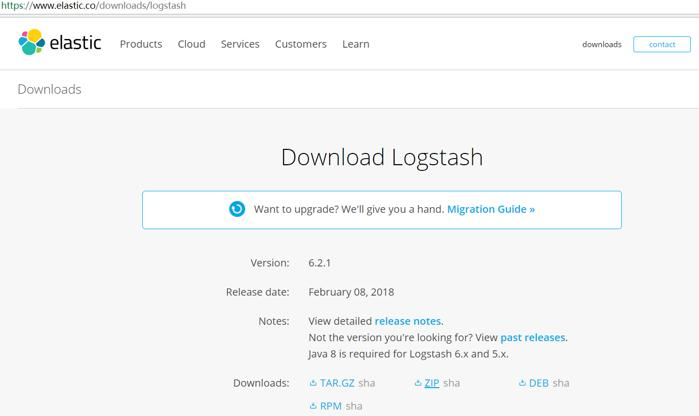 https://www.elastic.co/downloads/logstash
elastic Products Cloud Services Customers Learn downloads contact
Downloads
Download Logstash
Want to upgrade? We'll give you a hand. Migration Guide »
Version: 6.2.1
Release date: February 08, 2018
Notes: View detailed release notes.
Not the version you're looking for? View past releases.
Java 8 is required for Logstash 6.x and 5.x.
Downloads: TAR.GZ sha ZIP sha DEB sha
RPM sha